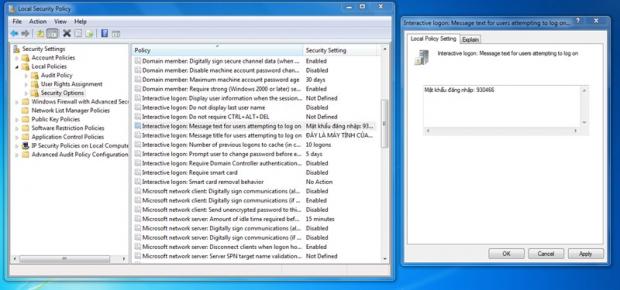 Local Security Policy
File Action View Help
Security Settings
Account Policies
Local Policies
Audit Policy
User Rights Assignment
Security Options
Windows Firewall with Advanced Secu
Network List Manager Policies
Public Key Policies
Software Restriction Policies
Application Control Policies
IP Security Policies on Local Compute
Advanced Audit Policy Configuration
Policy Security Setting
Domain member: Digitally sign secure channel data (when ... Enabled
Domain member: Disable machine account password chan... Disabled
Domain member: Maximum machine account password age 30 days
Domain member: Require strong (Windows 2000 or later) se... Enabled
Interactive logon: Display user information when the session... Not Defined
Interactive logon: Do not display last user name Disabled
Interactive logon: Do not require CTRL+ALT+DEL Not Defined
Interactive logon: Message text for users attempting to log on Mật khẩu đăng nhập: 93...
Interactive logon: Message title for users attempting to log on ĐÂY LÀ MÁY TÍNH CỦA...
Interactive logon: Number of previous logons to cache (in c... 10 logons
Interactive logon: Prompt user to change password before e... 5 days
Interactive logon: Require Domain Controller authentication... Disabled
Interactive logon: Require smart card Disabled
Interactive logon: Smart card removal behavior No Action
Microsoft network client: Digitally sign communications (al... Disabled
Microsoft network client: Digitally sign communications (if ... Enabled
Microsoft network client: Send unencrypted password to thi... Disabled
Microsoft network server: Amount of idle time required bef... 15 minutes
Microsoft network server: Digitally sign communications (al... Disabled
Microsoft network server: Digitally sign communications (if ... Disabled
Microsoft network server: Disconnect clients when logon ho... Enabled
Microsoft network server: Server SPN target name validation... Not Defined
Interactive logon: Message text for users attempting to log on...
Local Policy Setting Explain
Interactive logon: Message text for users attempting to log on
Mật khẩu đăng nhập: 930466
OK Cancel Apply